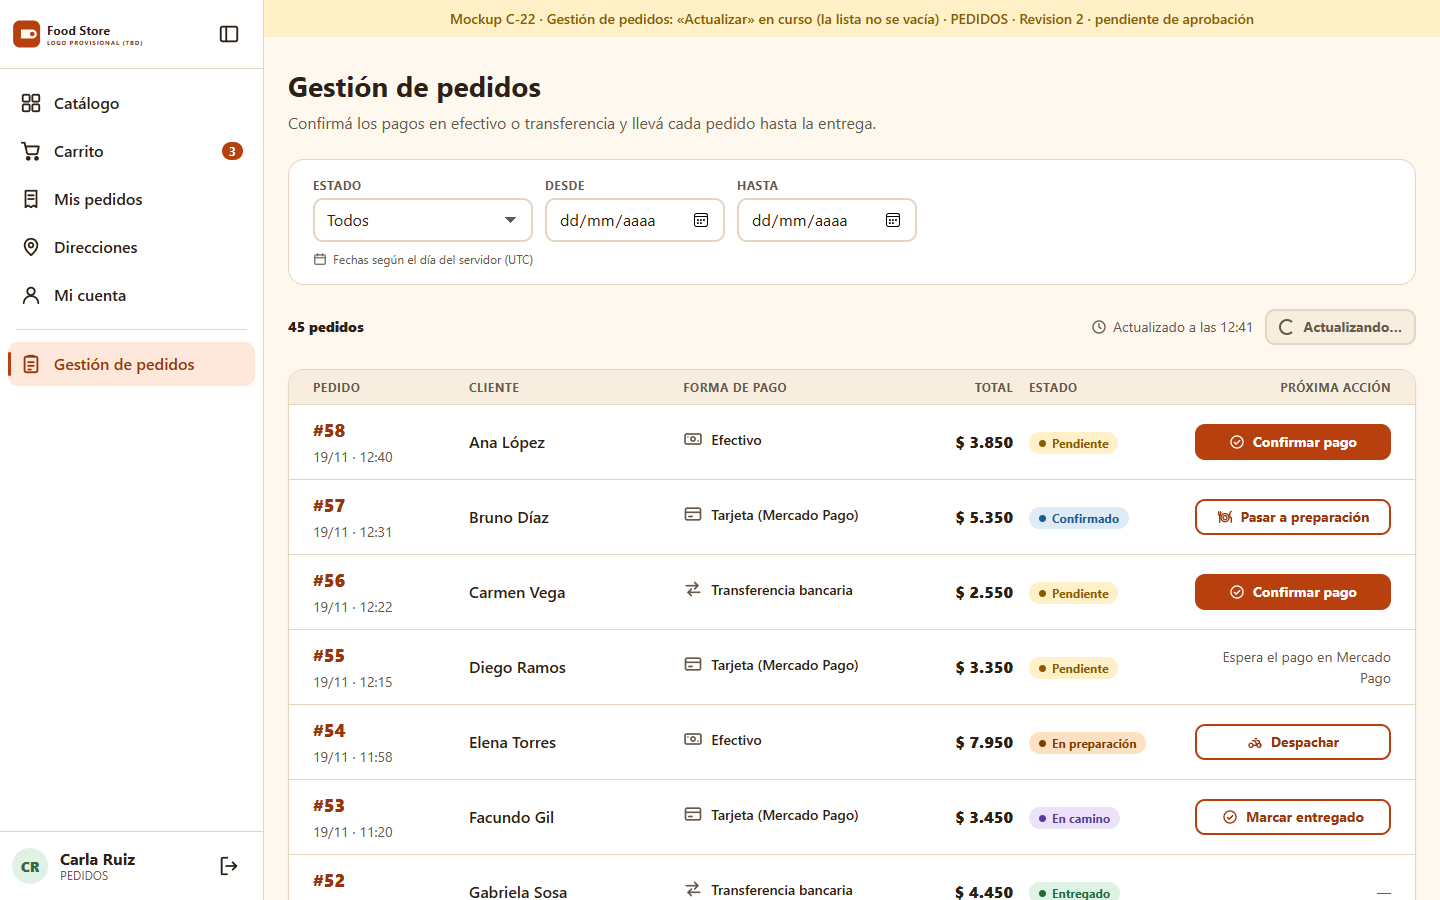 Food Store
LOGO PROVISIONAL (TBD)
Catálogo
Carrito
3
Mis pedidos
Direcciones
Mi cuenta
Gestión de pedidos
Carla Ruiz
CR
PEDIDOS
Mockup C-22 · Gestión de pedidos: «Actualizar» en curso (la lista no se vacía) · PEDIDOS · Revision 2 · pendiente de aprobación
Gestión de pedidos
Confirmá los pagos en efectivo o transferencia y llevá cada pedido hasta la entrega.
ESTADO DESDE HASTA
Todos dd/mm/aaaa dd/mm/aaaa
Fechas según el día del servidor (UTC)
45 pedidos Actualizado a las 12:41 Actualizando...
PEDIDO CLIENTE FORMA DE PAGO TOTAL ESTADO PRÓXIMA ACCIÓN
#58
19/11 · 12:40
Ana López Efectivo $ 3.850 Pendiente Confirmar pago
#57
19/11 · 12:31
Bruno Díaz Tarjeta (Mercado Pago) $ 5.350 Confirmado Pasar a preparación
#56
19/11 · 12:22
Carmen Vega Transferencia bancaria $ 2.550 Pendiente Confirmar pago
#55
19/11 · 12:15
Diego Ramos Tarjeta (Mercado Pago) $ 3.350 Pendiente Espera el pago en Mercado
Pago
#54
19/11 · 11:58
Elena Torres Efectivo $ 7.950 En preparación Despachar
#53
19/11 · 11:20
Facundo Gil Tarjeta (Mercado Pago) $ 3.450 En camino Marcar entregado
#52
Gabriela Sosa Transferencia bancaria $ 4.450 Entregado —